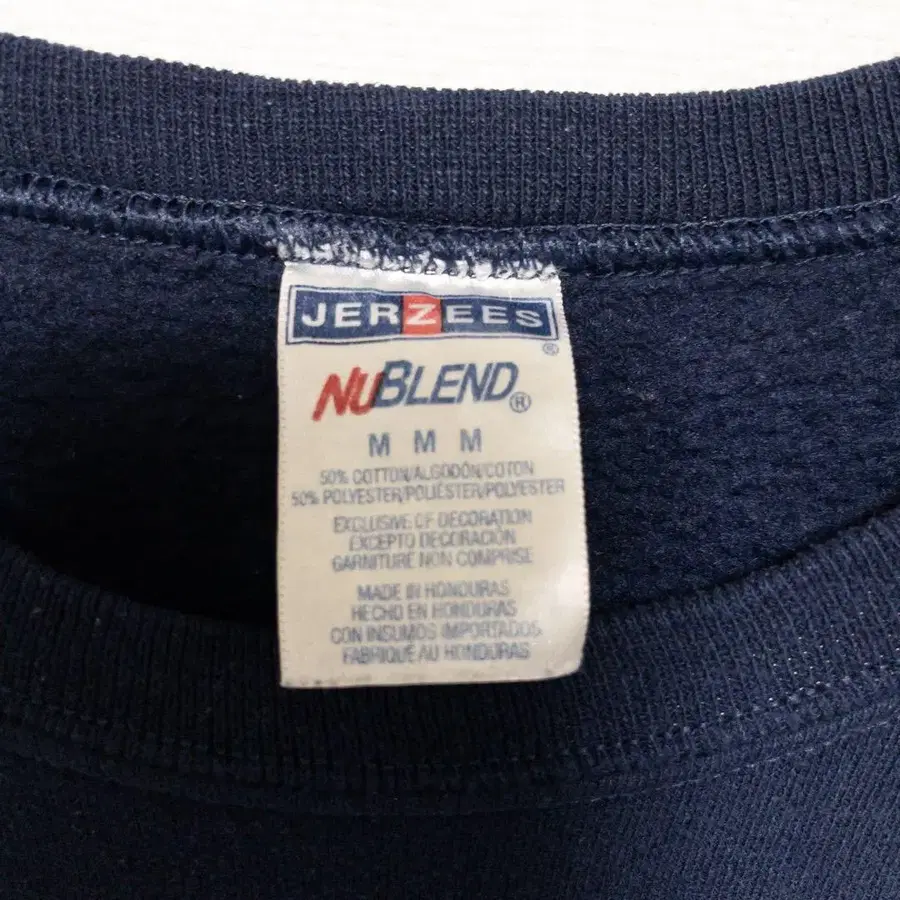 JERZEES®
NUBLEND®
M M M
50% COTTON/ALGODÓN/COTON
50% POLYESTER/POLIÉSTER/POLYESTER
EXCLUSIVE OF DECORATION
EXCEPTO DECORACIÓN
GARNITURE NON COMPRISE
MADE IN HONDURAS
HECHO EN HONDURAS
CON INSUMOS IMPORTADOS
FABRIQUÉ AU HONDURAS